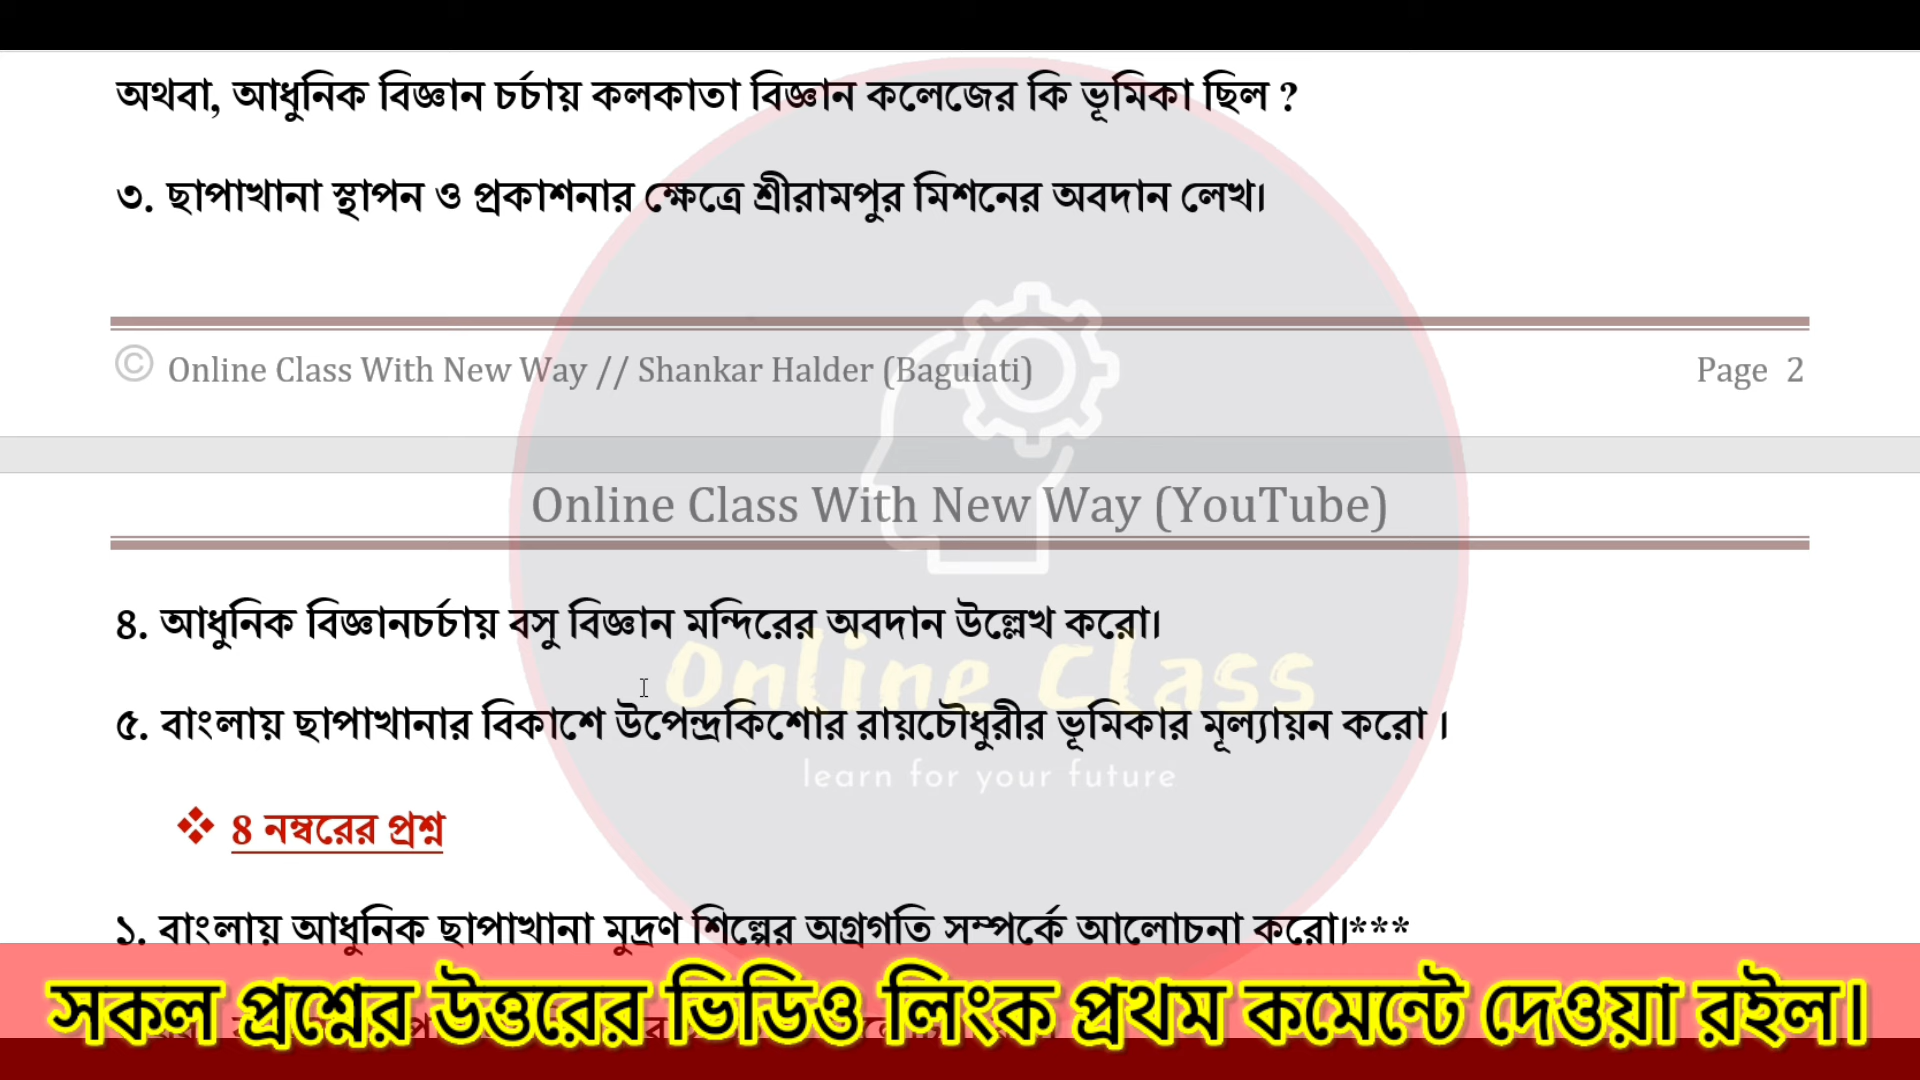 অথবা, আধুনিক বিজ্ঞান চর্চায় কলকাতা বিজ্ঞান কলেজের কি ভূমিকা ছিল ?
৩. ছাপাখানা স্থাপন ও প্রকাশনার ক্ষেত্রে শ্রীরামপুর মিশনের অবদান লেখ।
© Online Class With New Way // Shankar Halder (Baguiati) Page 2
Online Class With New Way (YouTube)
৪. আধুনিক বিজ্ঞানচর্চায় বসু বিজ্ঞান মন্দিরের অবদান উল্লেখ করো।
Online Class
৫. বাংলায় ছাপাখানার বিকাশে উপেন্দ্রকিশোর রায়চৌধুরীর ভূমিকার মূল্যায়ন করো ।
learn for your future
❖ 8 নম্বরের প্রশ্ন
১. বাংলায় আধুনিক ছাপাখানা মুদ্রণ শিল্পের অগ্রগতি সম্পর্কে আলোচনা করো।***
সকল প্রশ্নের উত্তরের ভিডিও লিংক প্রথম কমেন্টে দেওয়া রইল।